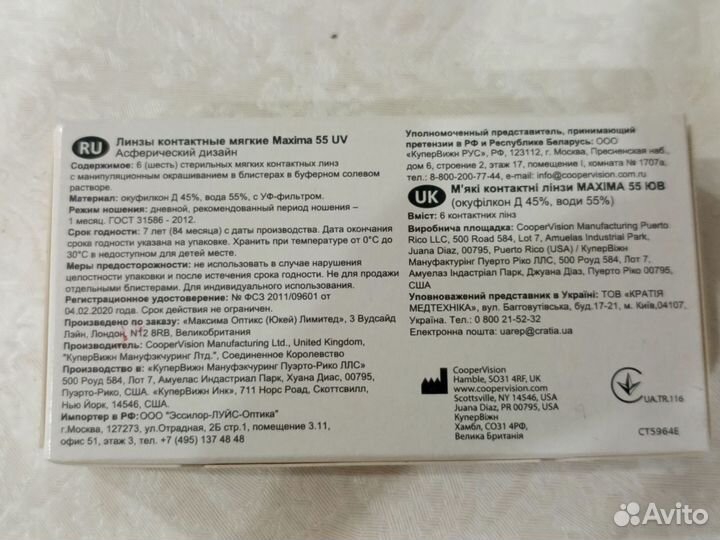 RU
Линзы контактные мягкие Maxima 55 UV
Асферический дизайн
Содержимое: 6 (шесть) стерильных мягких контактных линз
с манипуляционным окрашиванием в блистерах в буферном солевом
растворе.
Материал: окуфилкон Д 45%, вода 55%, с УФ-фильтром.
Режим ношения: дневной, рекомендованный период ношения –
1 месяц. ГОСТ 31586 - 2012.
Срок годности: 7 лет (84 месяца) с даты производства. Дата окончания
срока годности указана на упаковке. Хранить при температуре от 0°С до
30°С в недоступном для детей месте.
Меры предосторожности: не использовать в случае нарушения
целостности упаковки и после истечения срока годности. Не для продажи
отдельными блистерами. Для индивидуального использования.
Регистрационное удостоверение: № ФСЗ 2011/09601 от
04.02.2020 года. Срок действия не ограничен.
Произведено по заказу: «Максима Оптикс (Юкей) Лимитед», 3 Вудсайд
Лэйн, Лондон, N12 8RB, Великобритания
Производитель: CooperVision Manufacturing Ltd., United Kingdom,
"КуперВижн Мануфэкчуринг Лтд.", Соединенное Королевство
Произведено в: «КуперВижн Мануфэкчуринг Пуэрто-Рико ЛЛС»
500 Роуд 584, Лот 7, Амуелас Индастриал Парк, Хуана Диас, 00795,
Пуэрто-Рико, США. «КуперВижн Инк», 711 Норс Роад, Скоттсвилл,
Нью Йорк, 14546, США.
Импортер в РФ: ООО "Эссилор-ЛУЙС-Оптика"
г.Москва, 127273, ул.Отрадная, 2Б стр.1, помещение 3.11,
офис 51, этаж 3, тел.+7 (495) 137 48 48
Уполномоченный представитель, принимающий
претензии в РФ и Республике Беларусь: ООО
«КуперВижн РУС», РФ, 123112, г. Москва, Пресненская наб.,
дом 6, строение 2, этаж 17, помещение I, комната № 1707а,
тел.: 8-800-200-77-44, e-mail: info@coopervision.com.ru
UK
М'які контактні лінзи MAXIMA 55 ЮВ
(окуфілкон Д 45%, води 55%)
Вміст: 6 контактних лінз
Виробнича площадка: CooperVision Manufacturing Puerto
Rico LLC, 500 Road 584, Lot 7, Amuelas Industrial Park,
Juana Diaz, 00795, Puerto Rico (USA) / КуперВіжн
Мануфактурінг Пуерто Ріко ЛЛС, 500 Роуд 584, Лот 7,
Амуелас Індастріал Парк, Джуана Діаз, Пуерто Ріко, 00795,
США
Уповноважений представник в Україні: ТОВ «КРАТІЯ
МЕДТЕХНІКА», вул. Багговутівська, буд.17-21, м. Київ,04107,
Україна. Тел.: 0 800 21-52-32
Електронна пошта: uarep@cratia.ua
CooperVision
Hamble, SO31 4RF, UK
www.coopervision.com
Scottsville, NY 14546, USA
Juana Diaz, PR 00795, USA
КуперВіжн
Хамбл, СО31 4РФ,
Велика Британія
UA.TR.116
CT5964E
Avito